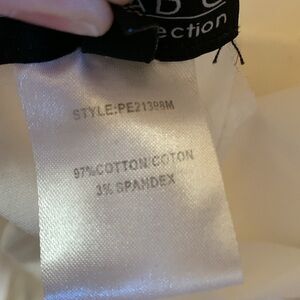 ection
STYLE:PE21398M
97%COTTON/COTON
3% SPANDEX